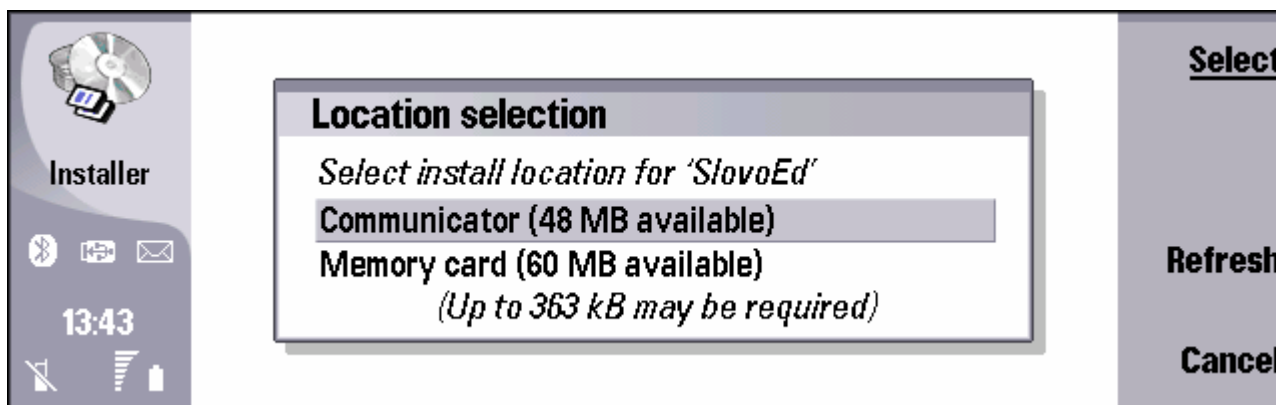 Installer
13:43
Location selection
Select install location for 'SlovoEd'
Communicator (48 MB available)
Memory card (60 MB available)
(Up to 363 kB may be required)
Select
Refresh
Cancel